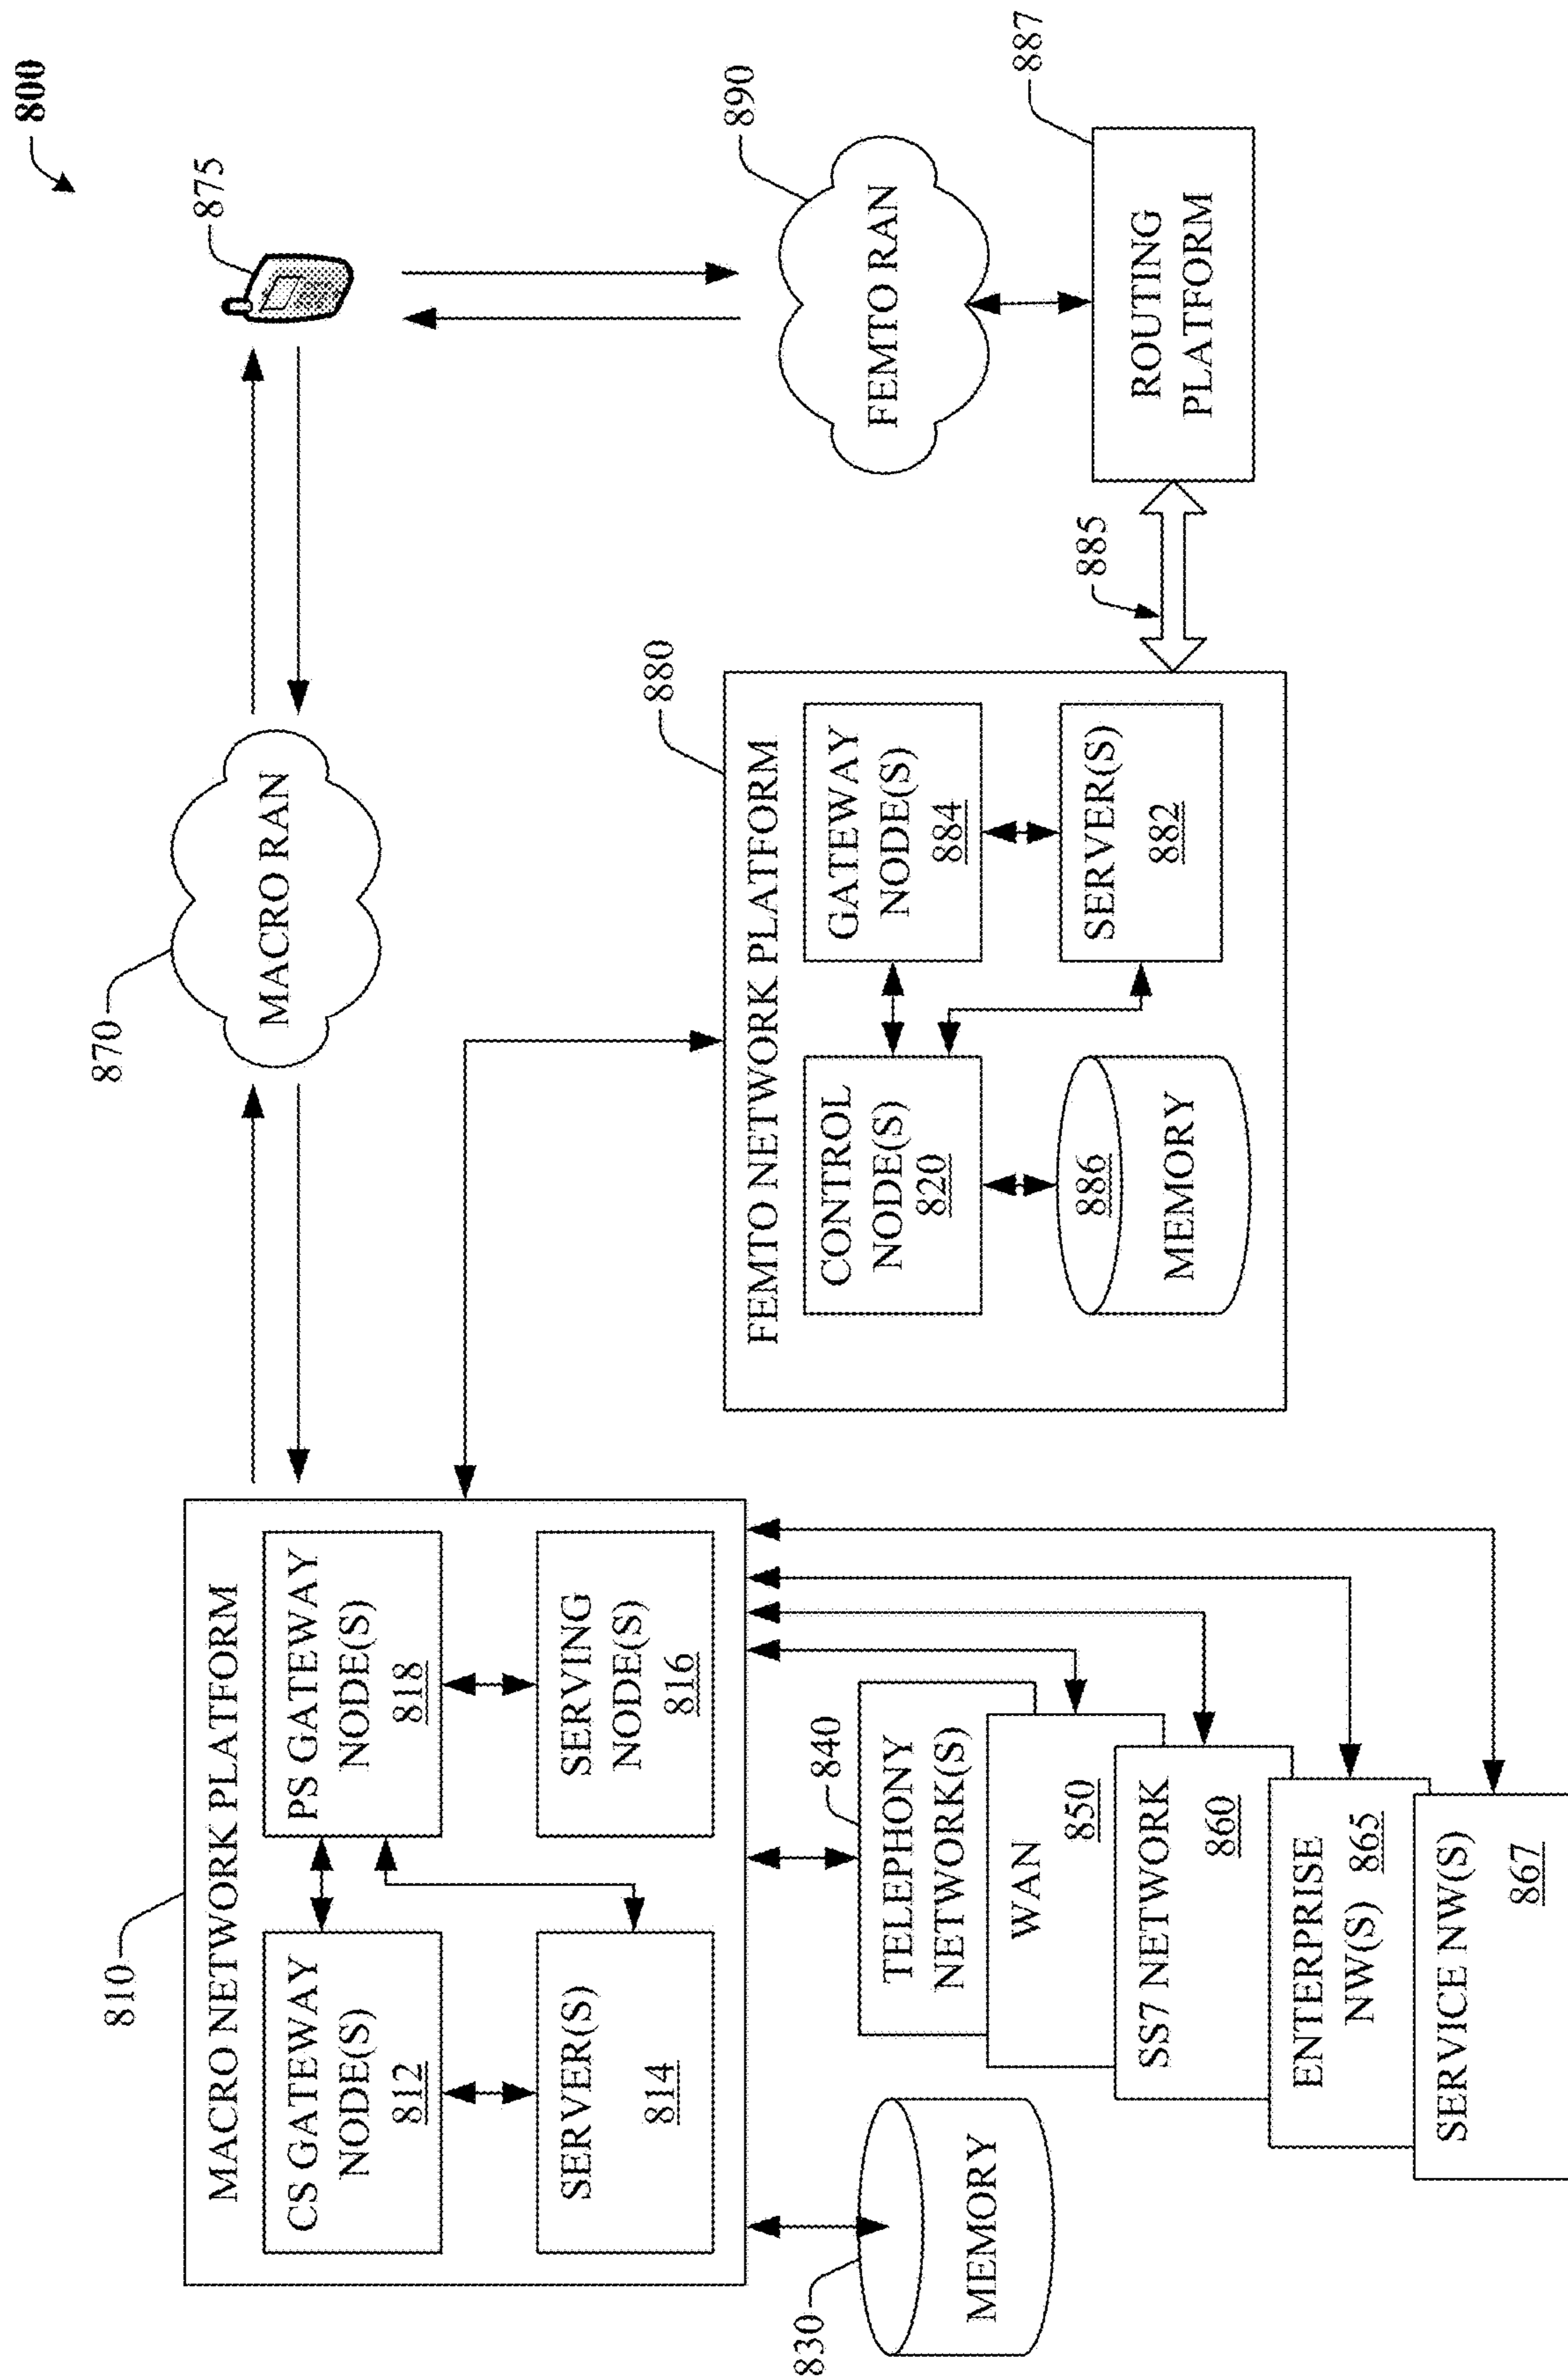 800
875
870
MACRO RAN
890
FEMTO RAN
887
ROUTING
PLATFORM
885
880
FEMTO NETWORK PLATFORM
CONTROL
NODE(S)
820
GATEWAY
NODE(S)
884
886
MEMORY
SERVER(S)
882
810
MACRO NETWORK PLATFORM
CS GATEWAY
NODE(S)
812
PS GATEWAY
NODE(S)
818
SERVER(S)
814
SERVING
NODE(S)
816
830
MEMORY
840
TELEPHONY
NETWORK(S)
WAN
850
SS7 NETWORK
860
ENTERPRISE
NW(S) 865
SERVICE NW(S)
867